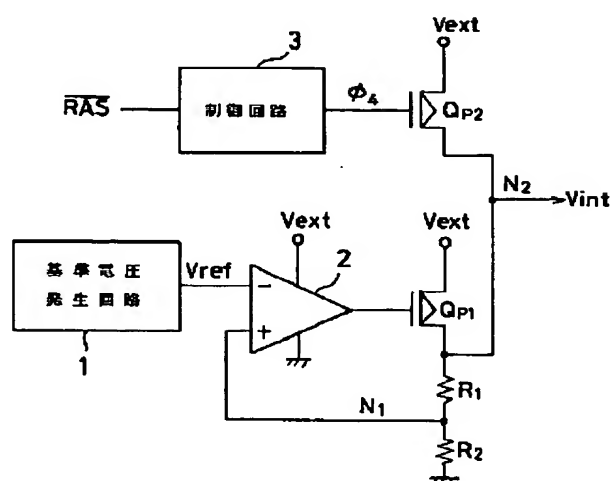 3
Vext
R̅A̅S̅
制御回路
φ4
QP2
N2
Vint
Vext
Vext
基準電圧
発生回路
Vref
2
−
+
QP1
1
N1
R1
R2